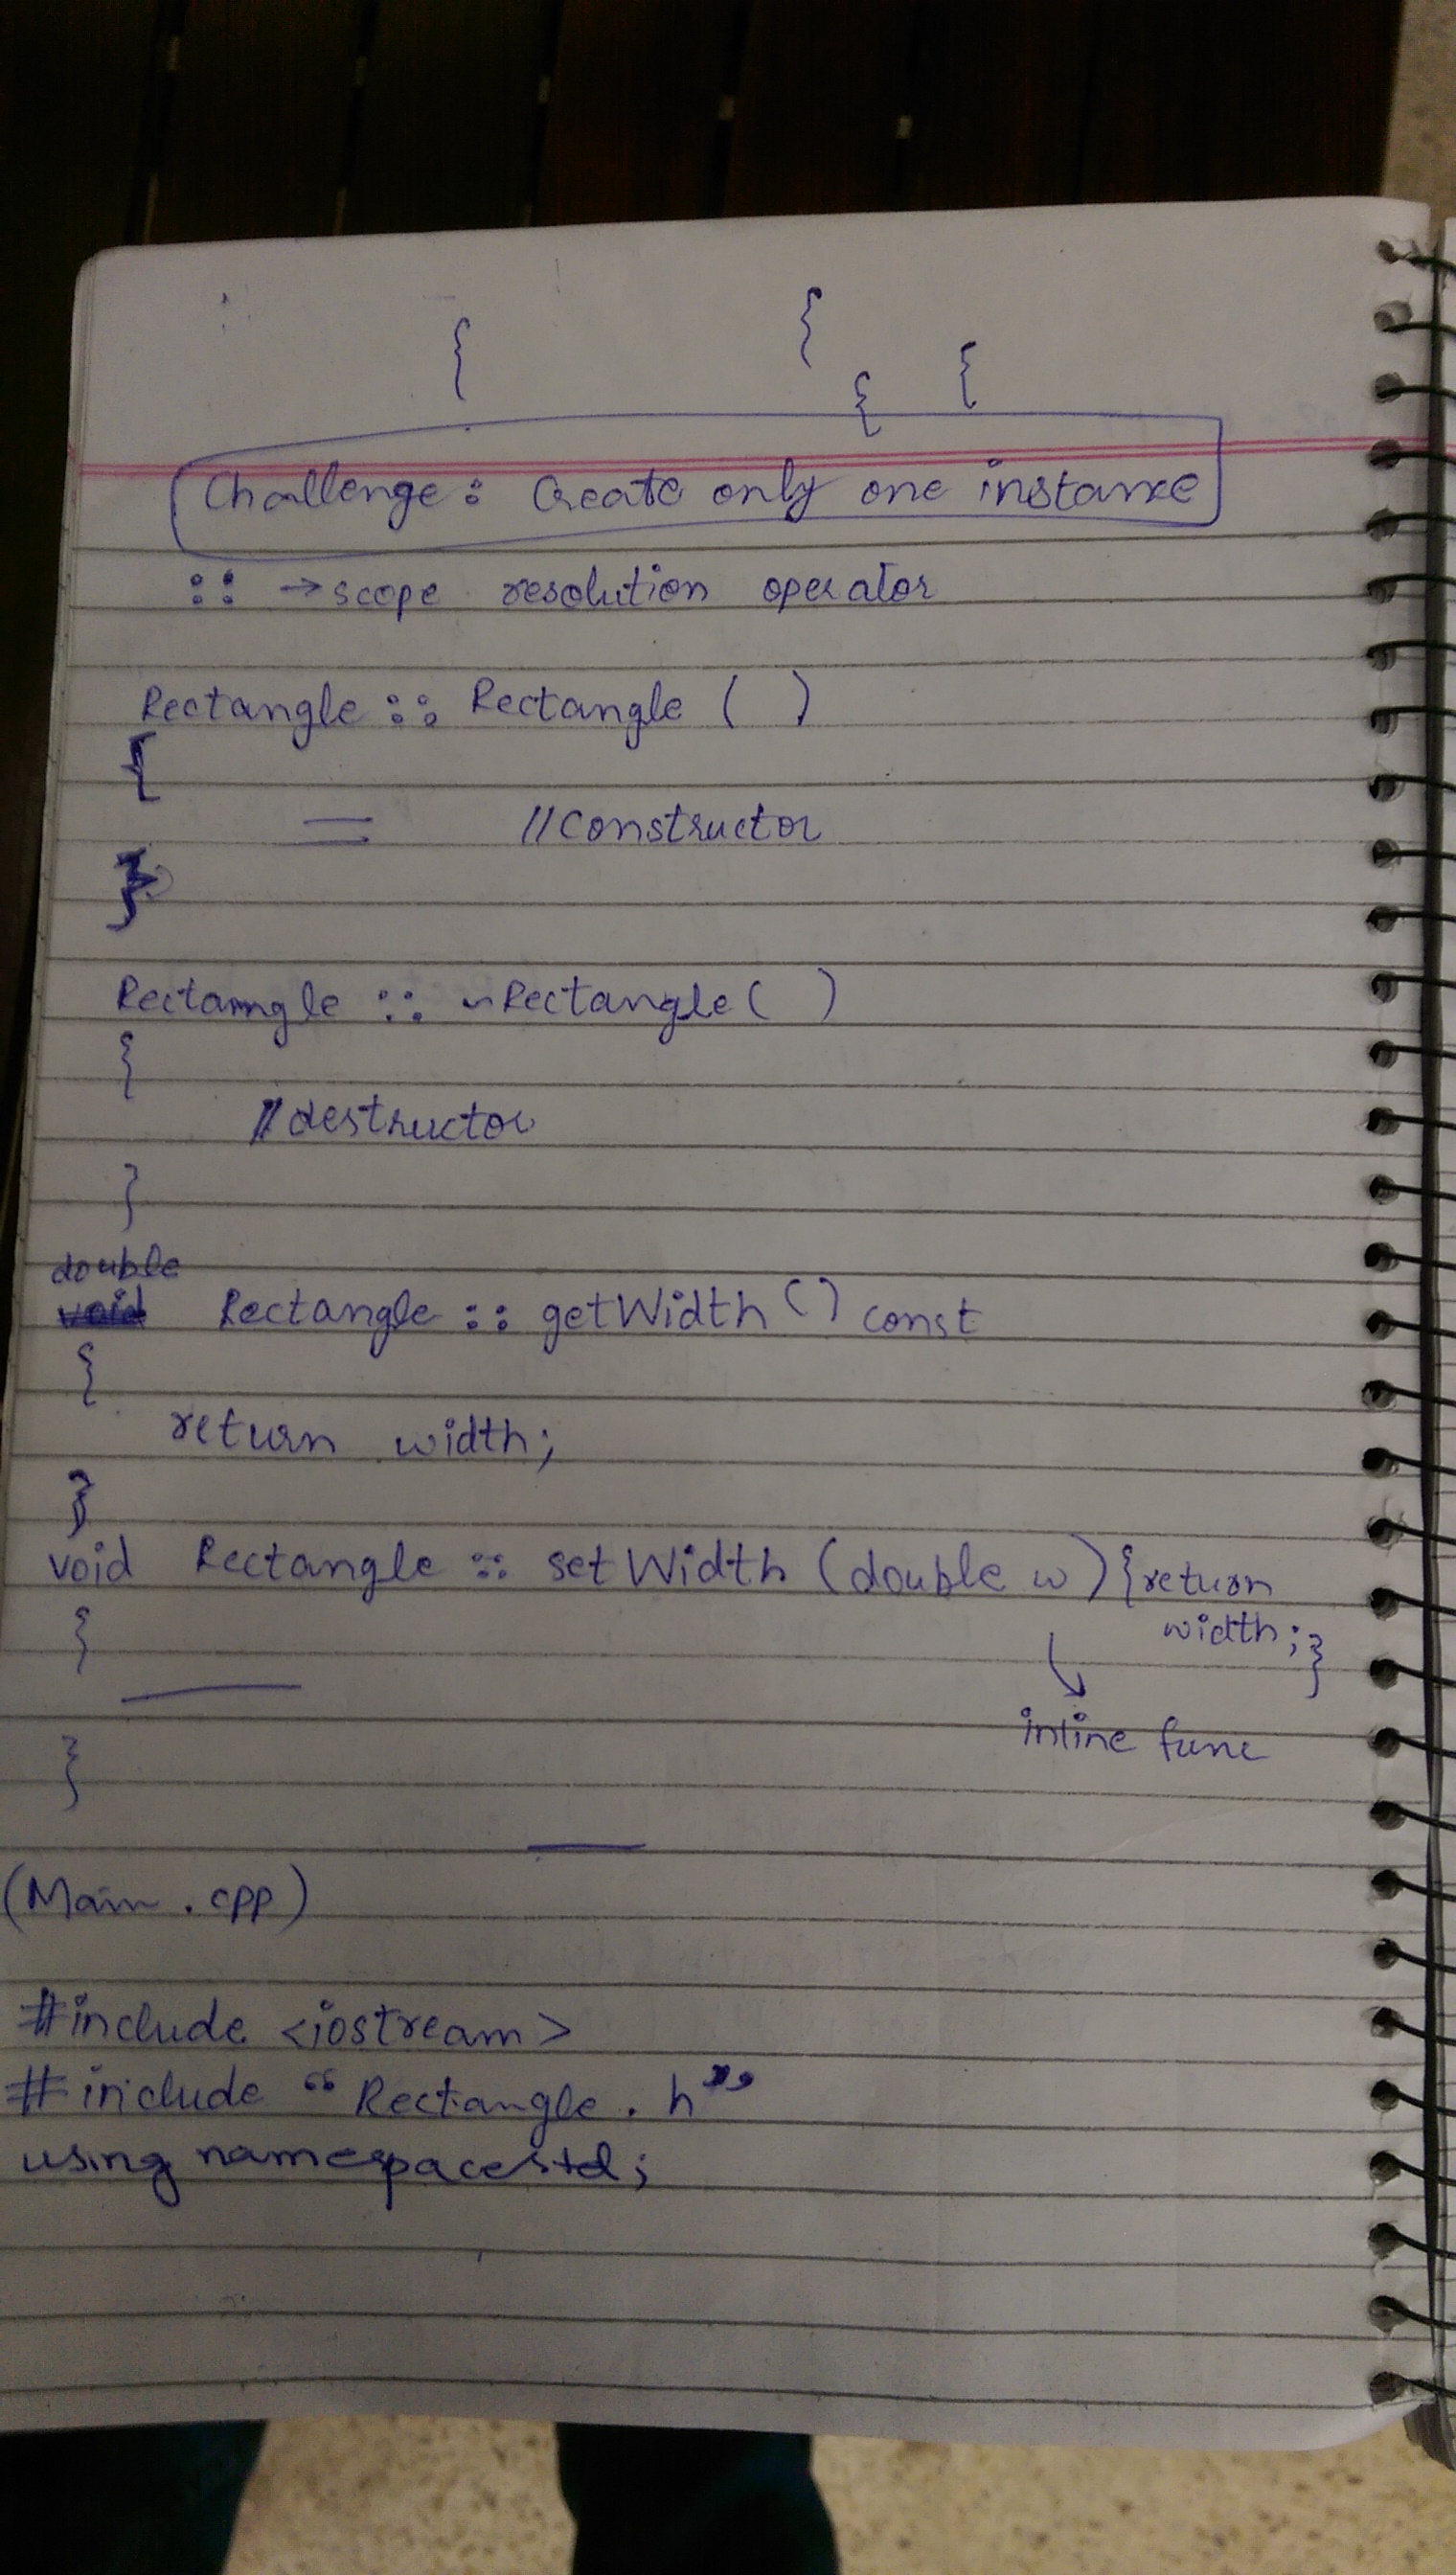 { {
{ {
Challenge: Create only one instance
:: → scope resolution operator
Rectangle :: Rectangle ( )
{
= //Constructor
}
Rectangle :: ~Rectangle ( )
{
//destructor
}
double
void Rectangle :: getWidth () const
{
return width;
}
void Rectangle :: setWidth (double w) {return
width;}
{
inline func
}
(Main.cpp)
#include <iostream>
#include "Rectangle.h"
using namespace std;